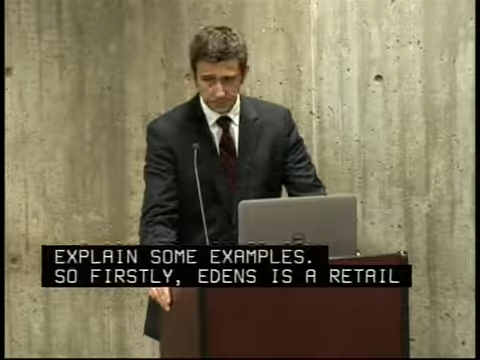 EXPLAIN SOME EXAMPLES.
SO FIRSTLY, EDENS IS A RETAIL